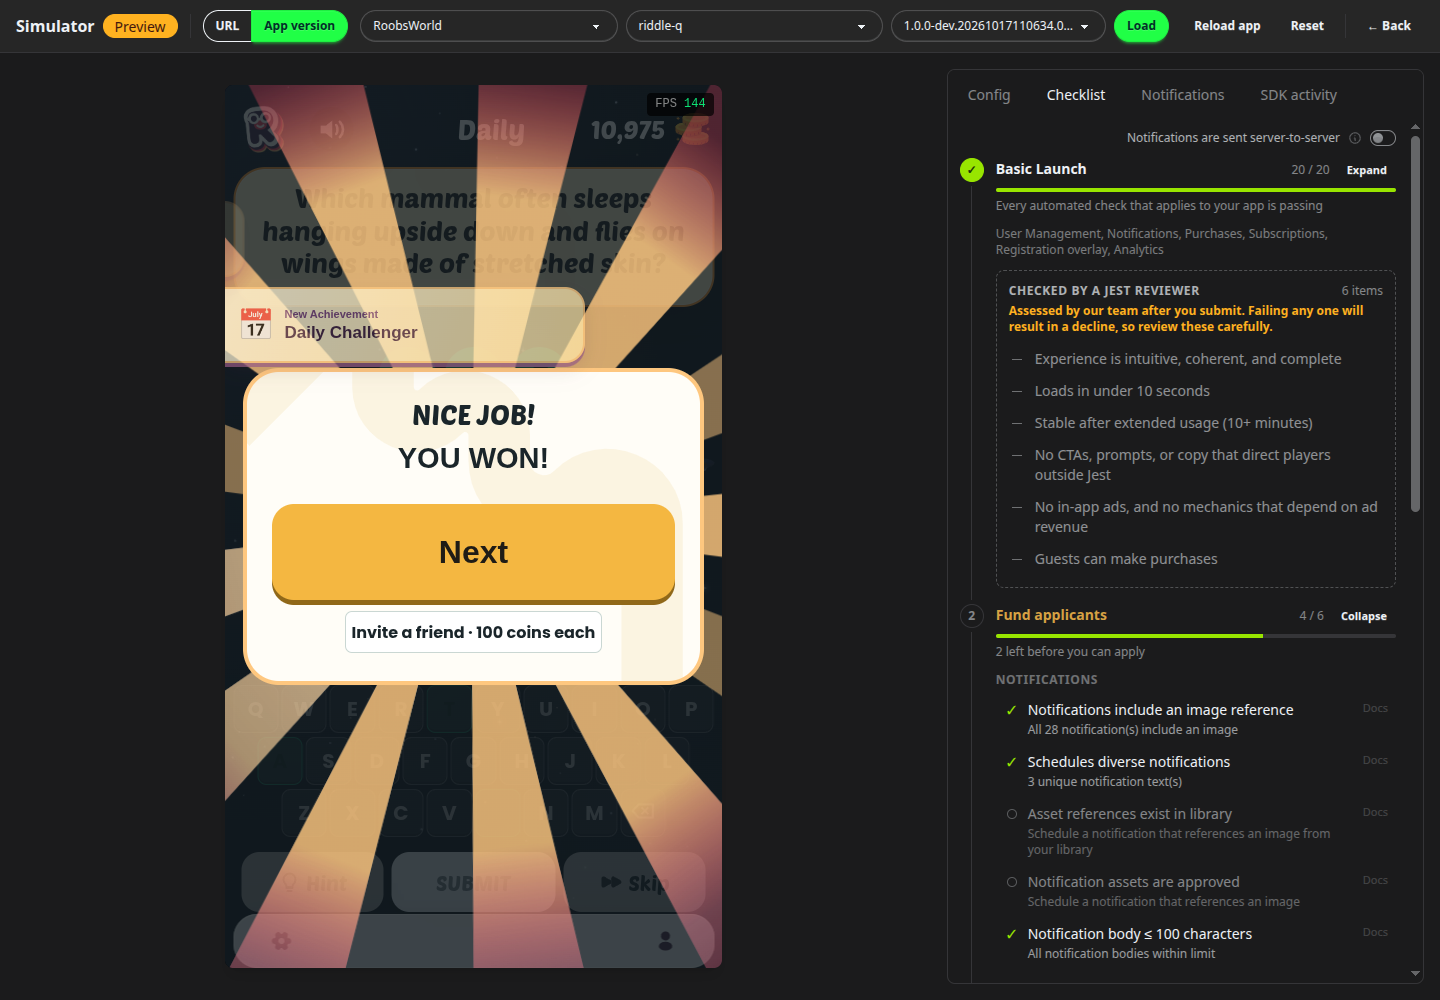 Simulator
Preview
URL
App version
RoobsWorld
riddle-q
1.0.0-dev.20261017110634.0...
Load
Reload app
Reset
← Back
FPS 144
Daily
10,975
Which mammal often sleeps
hanging upside down and flies on
wings made of stretched skin?
July
17
New Achievement
Daily Challenger
NICE JOB!
YOU WON!
Next
Invite a friend · 100 coins each
Q W E R Y U I O P
S D F G H J K L
Z X C V N M
Hint
SUBMIT
Skip
Config
Checklist
Notifications
SDK activity
Notifications are sent server-to-server
Basic Launch
20 / 20
Expand
Every automated check that applies to your app is passing
User Management, Notifications, Purchases, Subscriptions,
Registration overlay, Analytics
CHECKED BY A JEST REVIEWER
6 items
Assessed by our team after you submit. Failing any one will
result in a decline, so review these carefully.
— Experience is intuitive, coherent, and complete
— Loads in under 10 seconds
— Stable after extended usage (10+ minutes)
— No CTAs, prompts, or copy that direct players
outside Jest
— No in-app ads, and no mechanics that depend on ad
revenue
— Guests can make purchases
2
Fund applicants
4 / 6
Collapse
2 left before you can apply
NOTIFICATIONS
Notifications include an image reference
Docs
All 28 notification(s) include an image
Schedules diverse notifications
Docs
3 unique notification text(s)
Asset references exist in library
Docs
Schedule a notification that references an image from
your library
Notification assets are approved
Docs
Schedule a notification that references an image
Notification body ≤ 100 characters
Docs
All notification bodies within limit